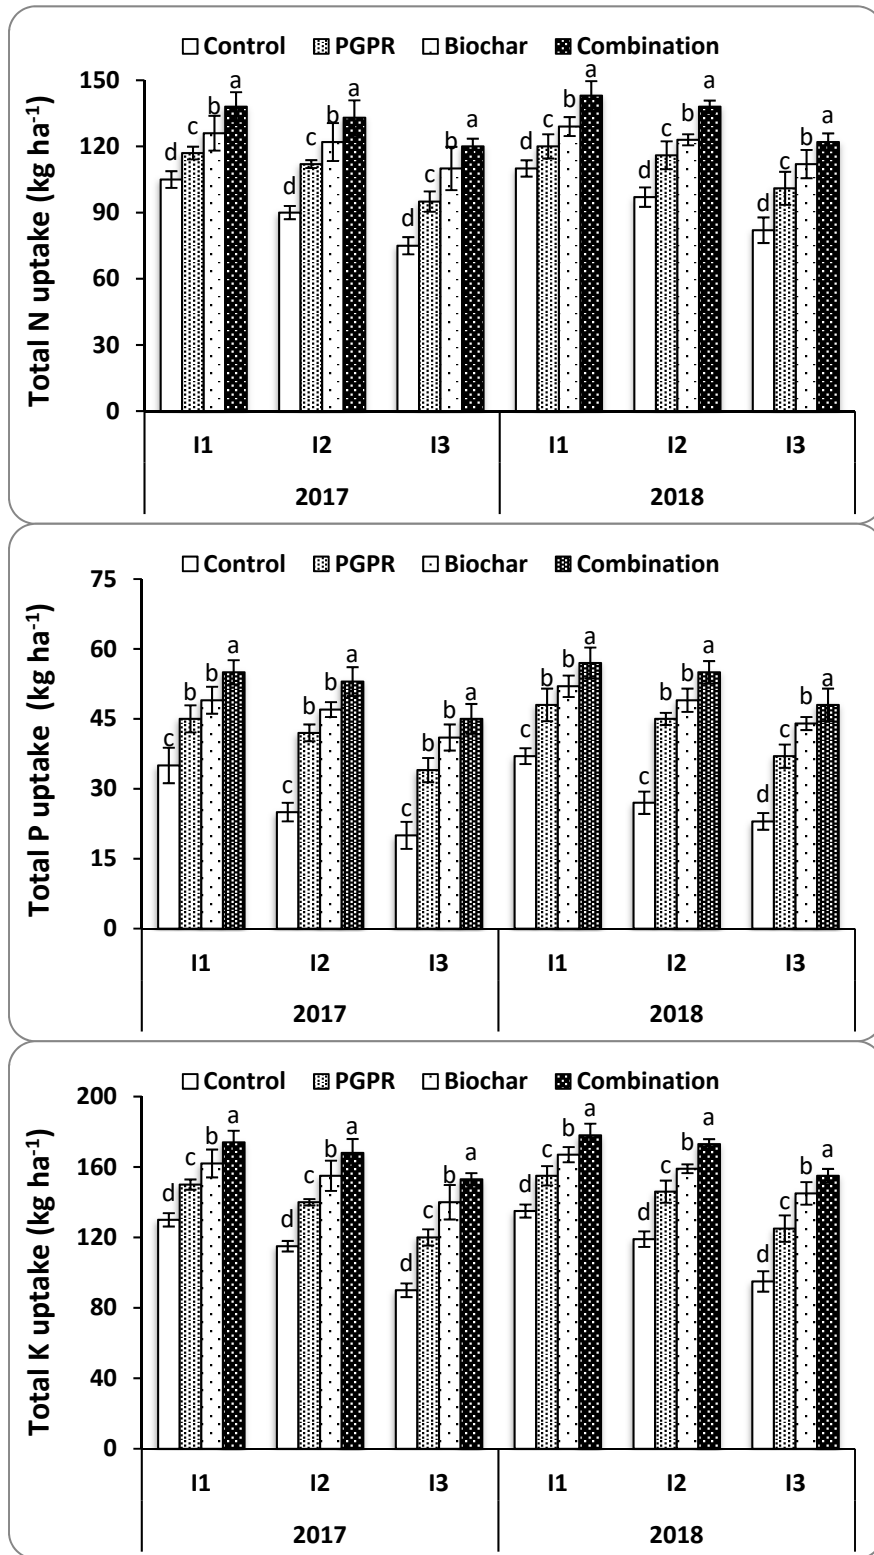 Control PGPR Biochar Combination
Total N uptake (kg ha⁻¹)
150
120
90
60
30
0
d c b a d c b a d c b a d c b a d c b a d c b a
I1 I2 I3 I1 I2 I3
2017 2018
Control PGPR Biochar Combination
Total P uptake (kg ha⁻¹)
75
60
45
30
15
0
c b b a c b b a c b b a c b b a c b b a d c b a
I1 I2 I3 I1 I2 I3
2017 2018
Control PGPR Biochar Combination
Total K uptake (kg ha⁻¹)
200
160
120
80
40
0
d c b a d c b a d c b a d c b a d c b a d c b a
I1 I2 I3 I1 I2 I3
2017 2018